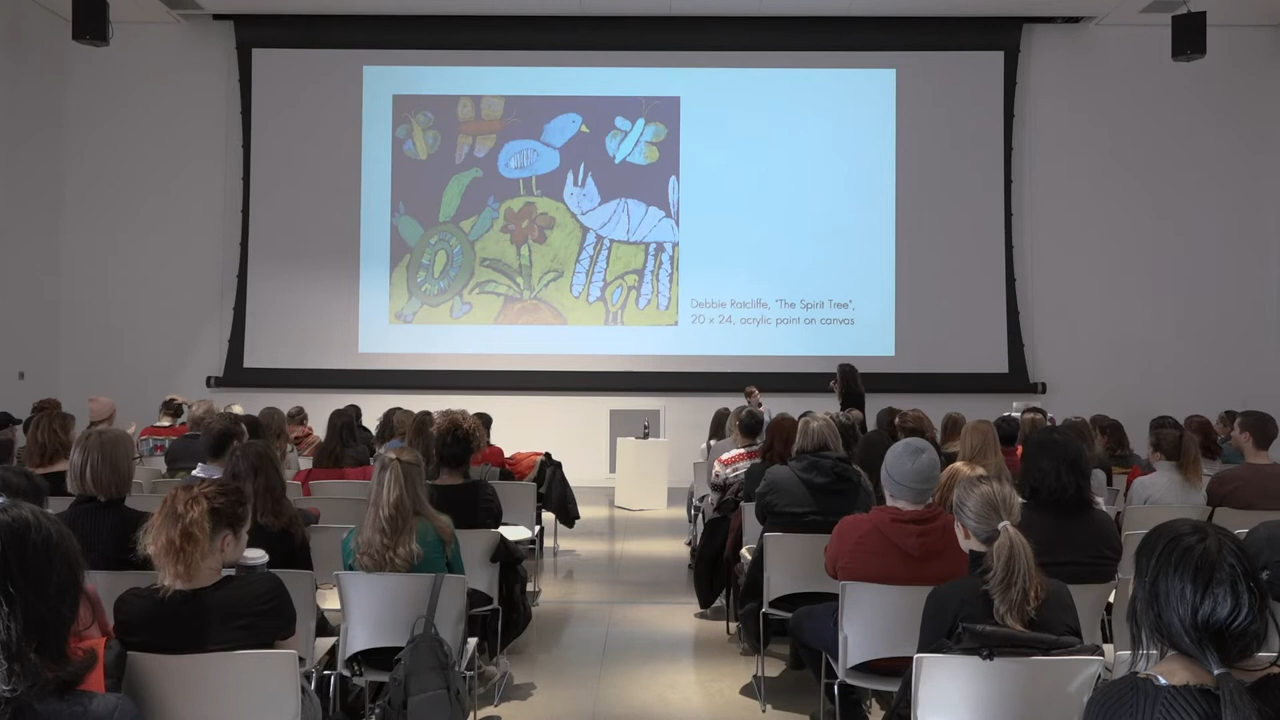 Debbie Ratcliffe, "The Spirit Tree",
20 x 24, acrylic paint on canvas